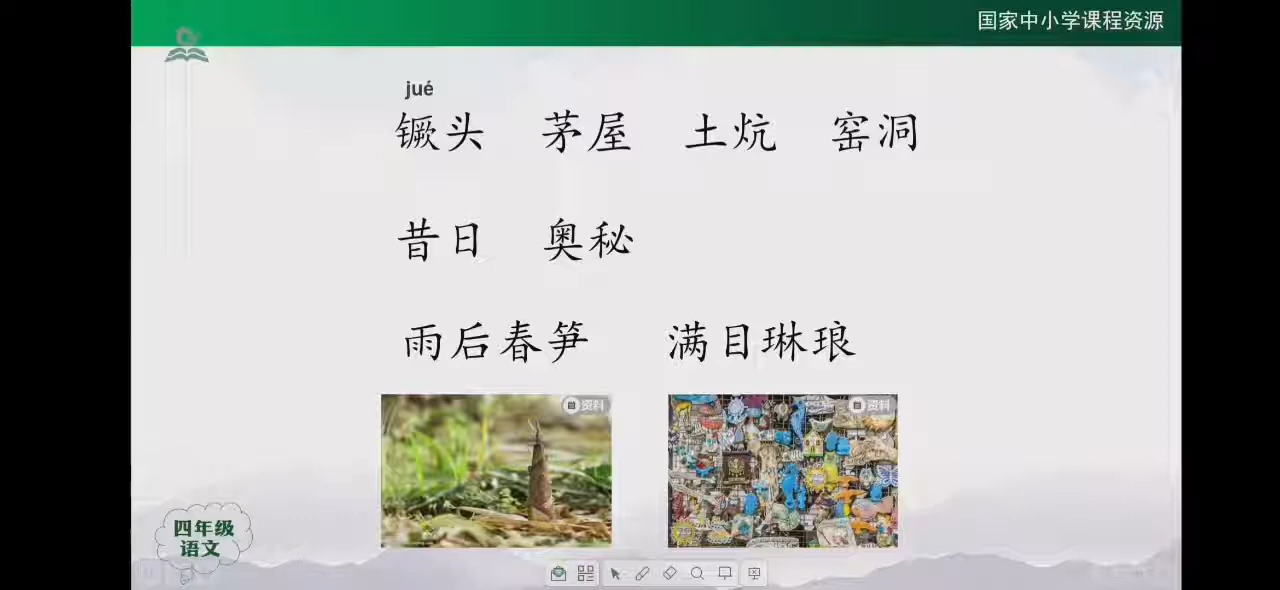 国家中小学课程资源
jué
镢头 茅屋 土炕 窑洞
昔日 奥秘
雨后春笋 满目琳琅
资料 资料
四年级
语文